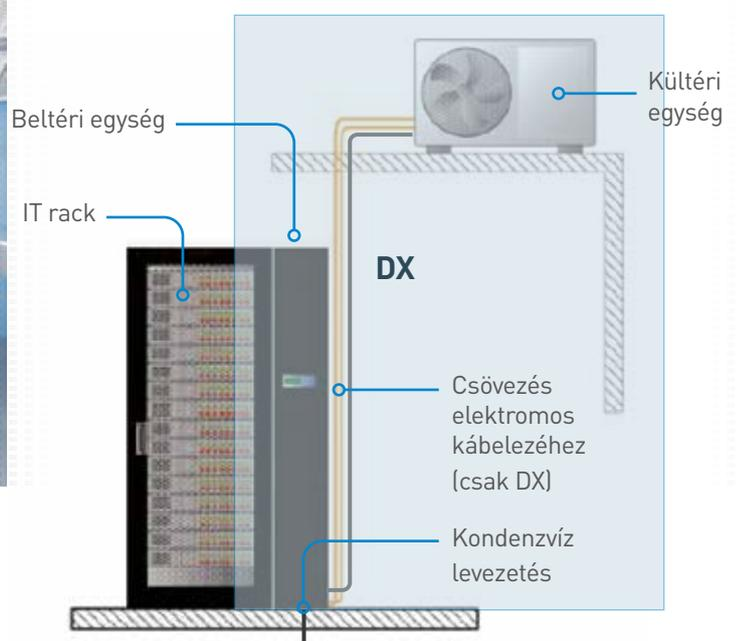 Kültéri
egység
Beltéri egység
IT rack
DX
Csövezés
elektromos
kábelezéhez
(csak DX)
Kondenzvíz
levezetés